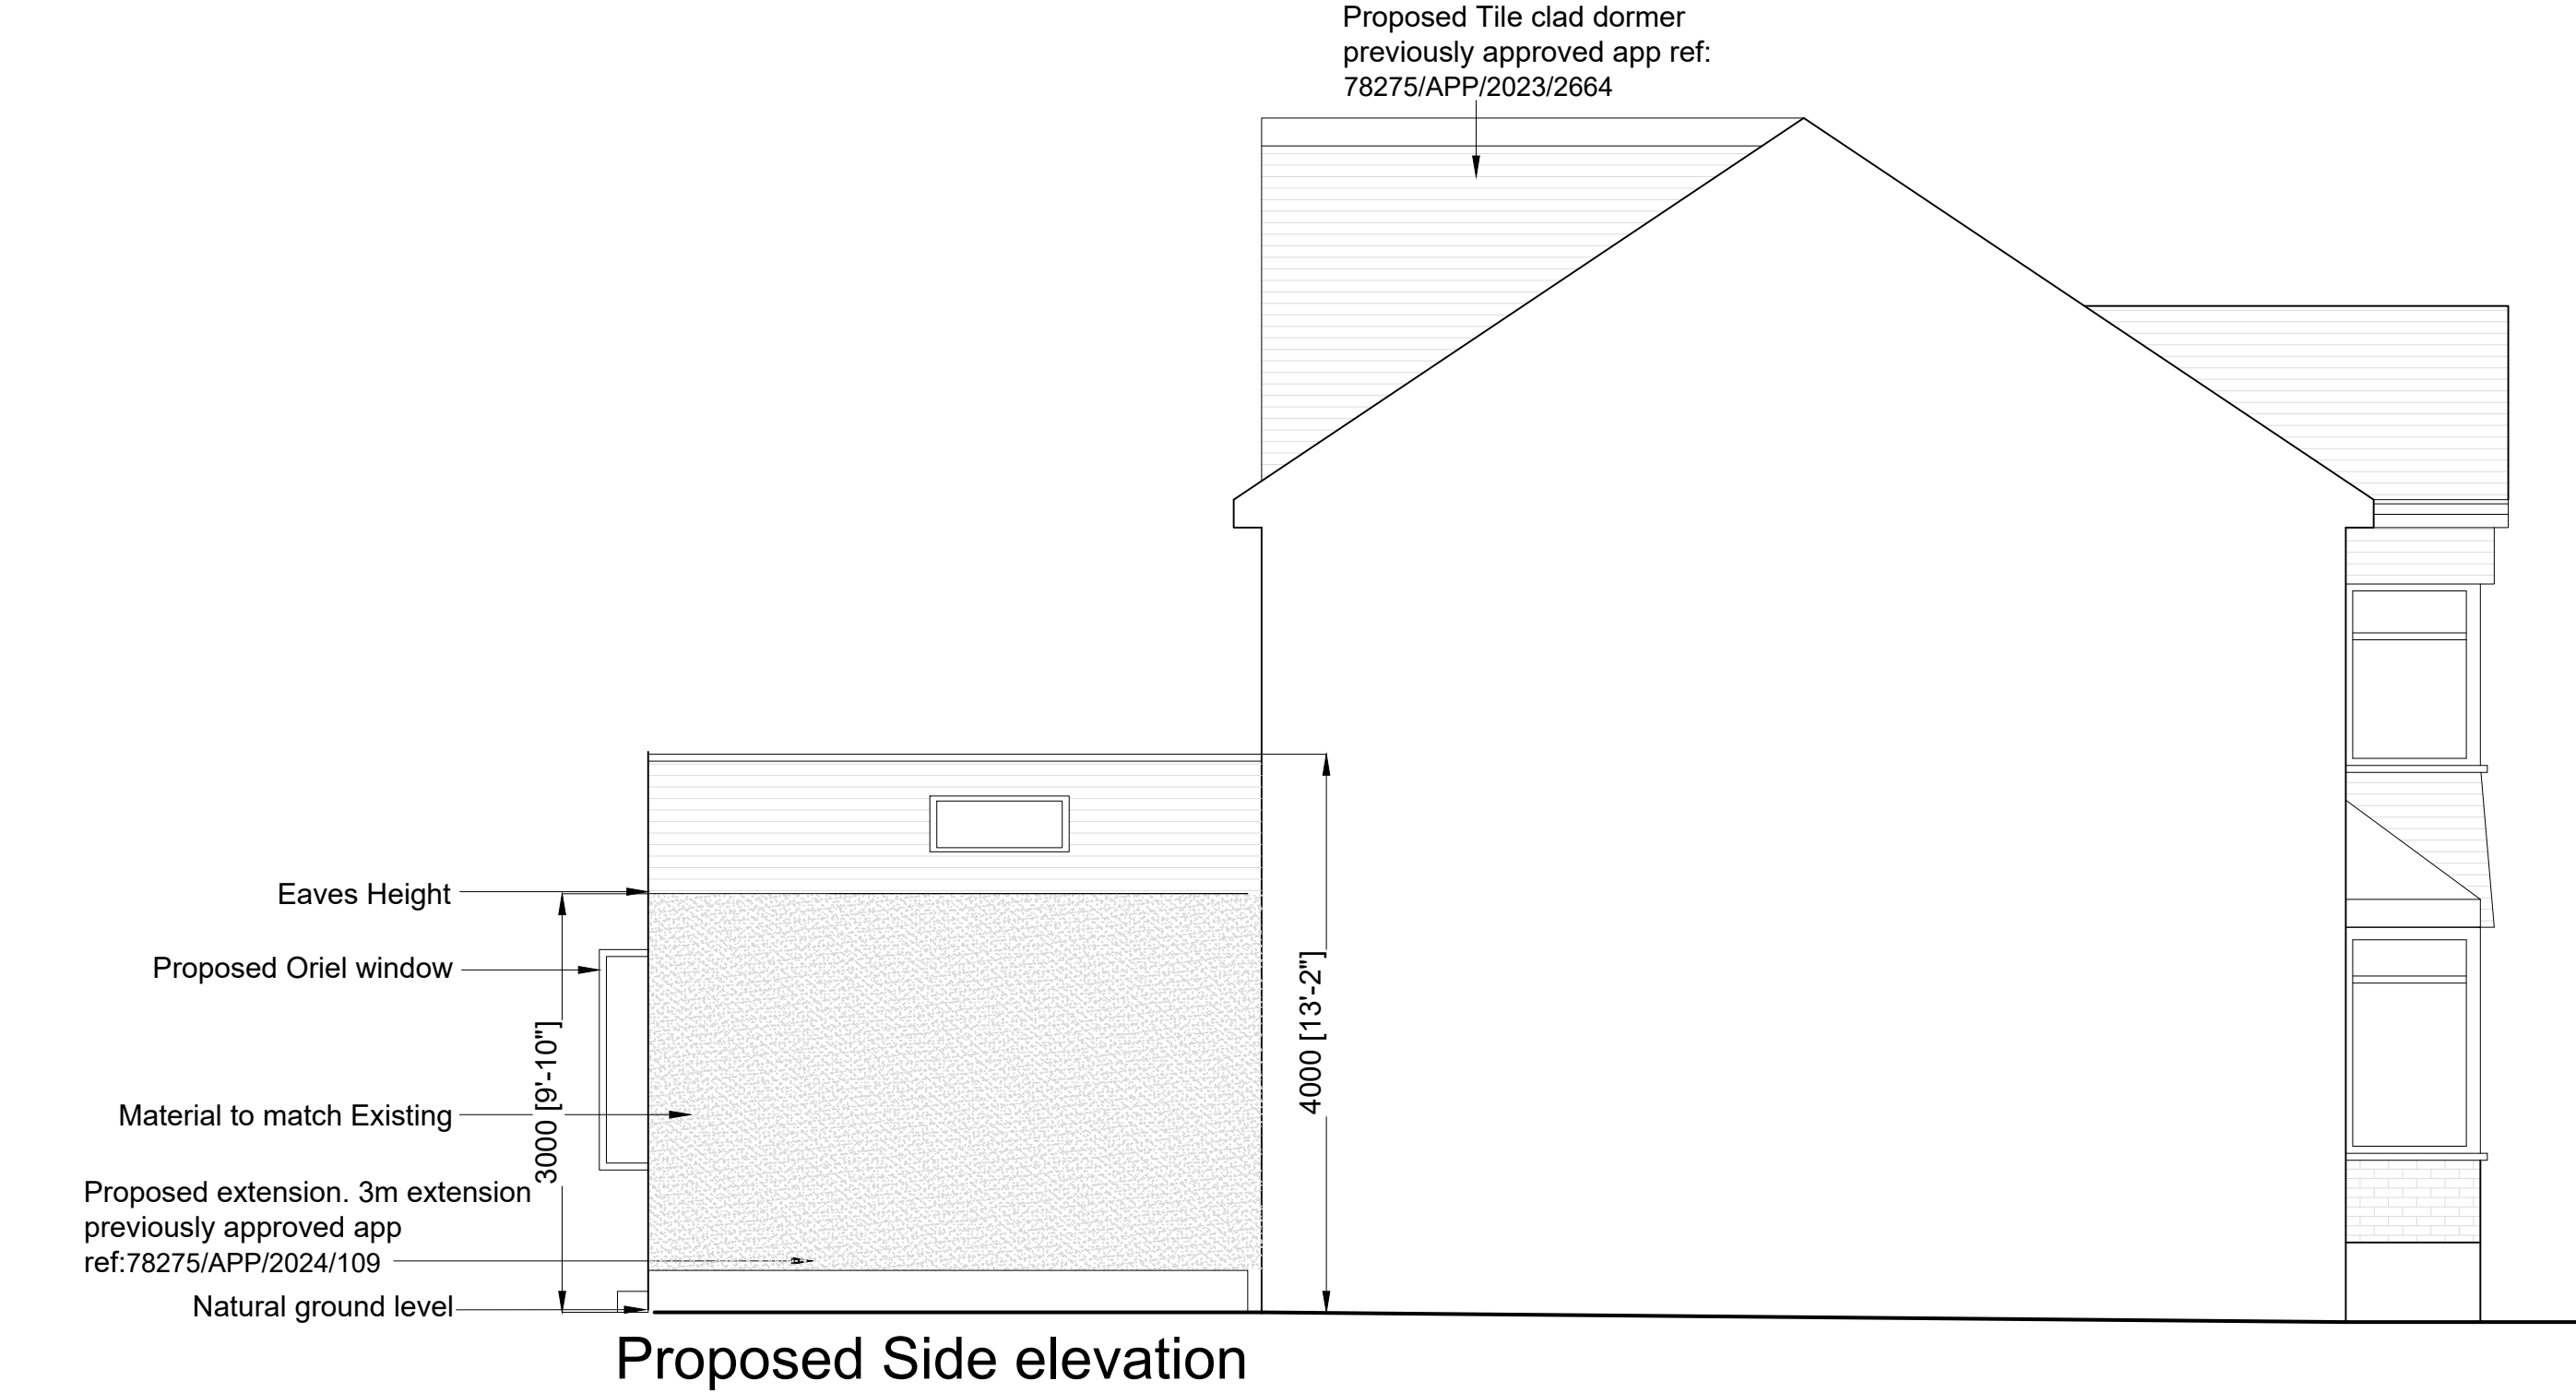 Proposed Tile clad dormer
previously approved app ref:
78275/APP/2023/2664
Eaves Height
Proposed Oriel window
3000 [9'-10"]
4000 [13'-2"]
Material to match Existing
Proposed extension. 3m extension
previously approved app
ref:78275/APP/2024/109
Natural ground level
Proposed Side elevation